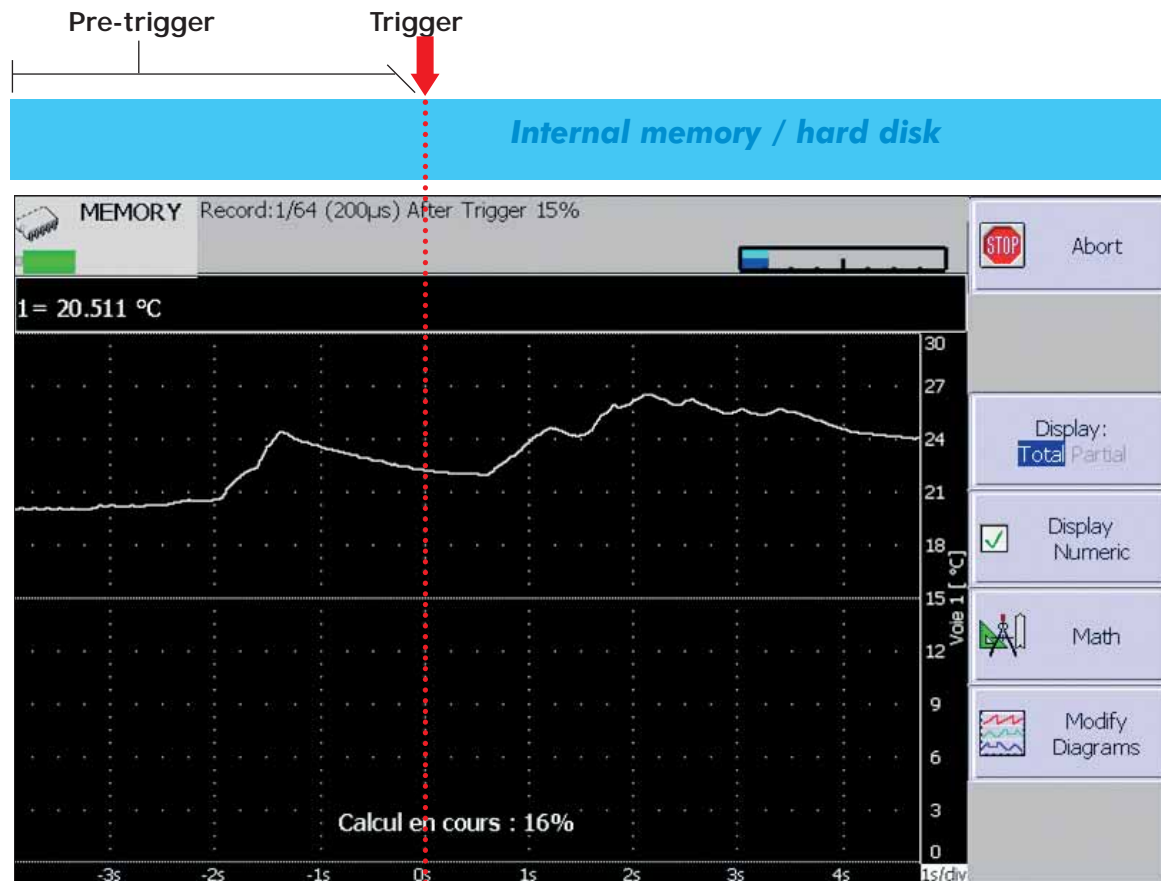 Pre-trigger
Trigger
Internal memory / hard disk
MEMORY
Record:1/64 (200µs) After Trigger 15%
STOP
Abort
1= 20.511 °C
30
27
24
21
18
15
12
9
6
3
0
Voie 1 [ °C]
Display:
Total Partial
Display
Numeric
Math
Modify
Diagrams
Calcul en cours : 16%
-3s
-2s
-1s
0s
1s
2s
3s
4s
1s/div